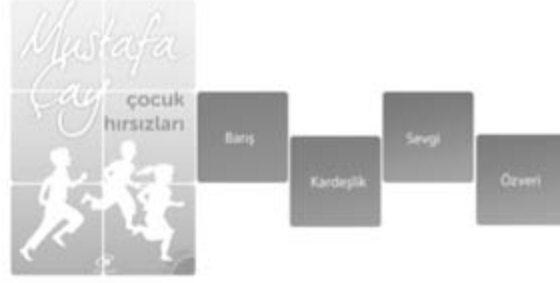 Mustafa
Çay
çocuk
hırsızları
Barış
Kardeşlik
Sevgi
Özveri